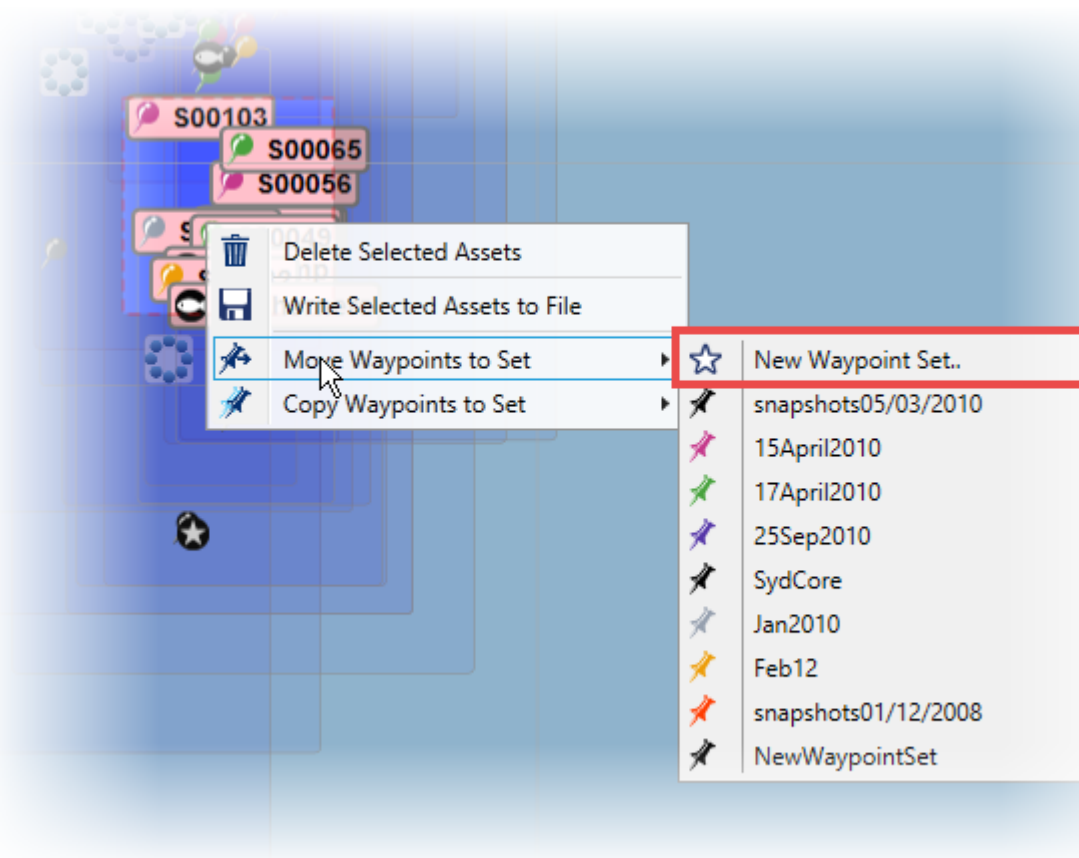 S00103
S00065
S00056
Delete Selected Assets
Write Selected Assets to File
Move Waypoints to Set
Copy Waypoints to Set
New Waypoint Set..
snapshots05/03/2010
15April2010
17April2010
25Sep2010
SydCore
Jan2010
Feb12
snapshots01/12/2008
NewWaypointSet